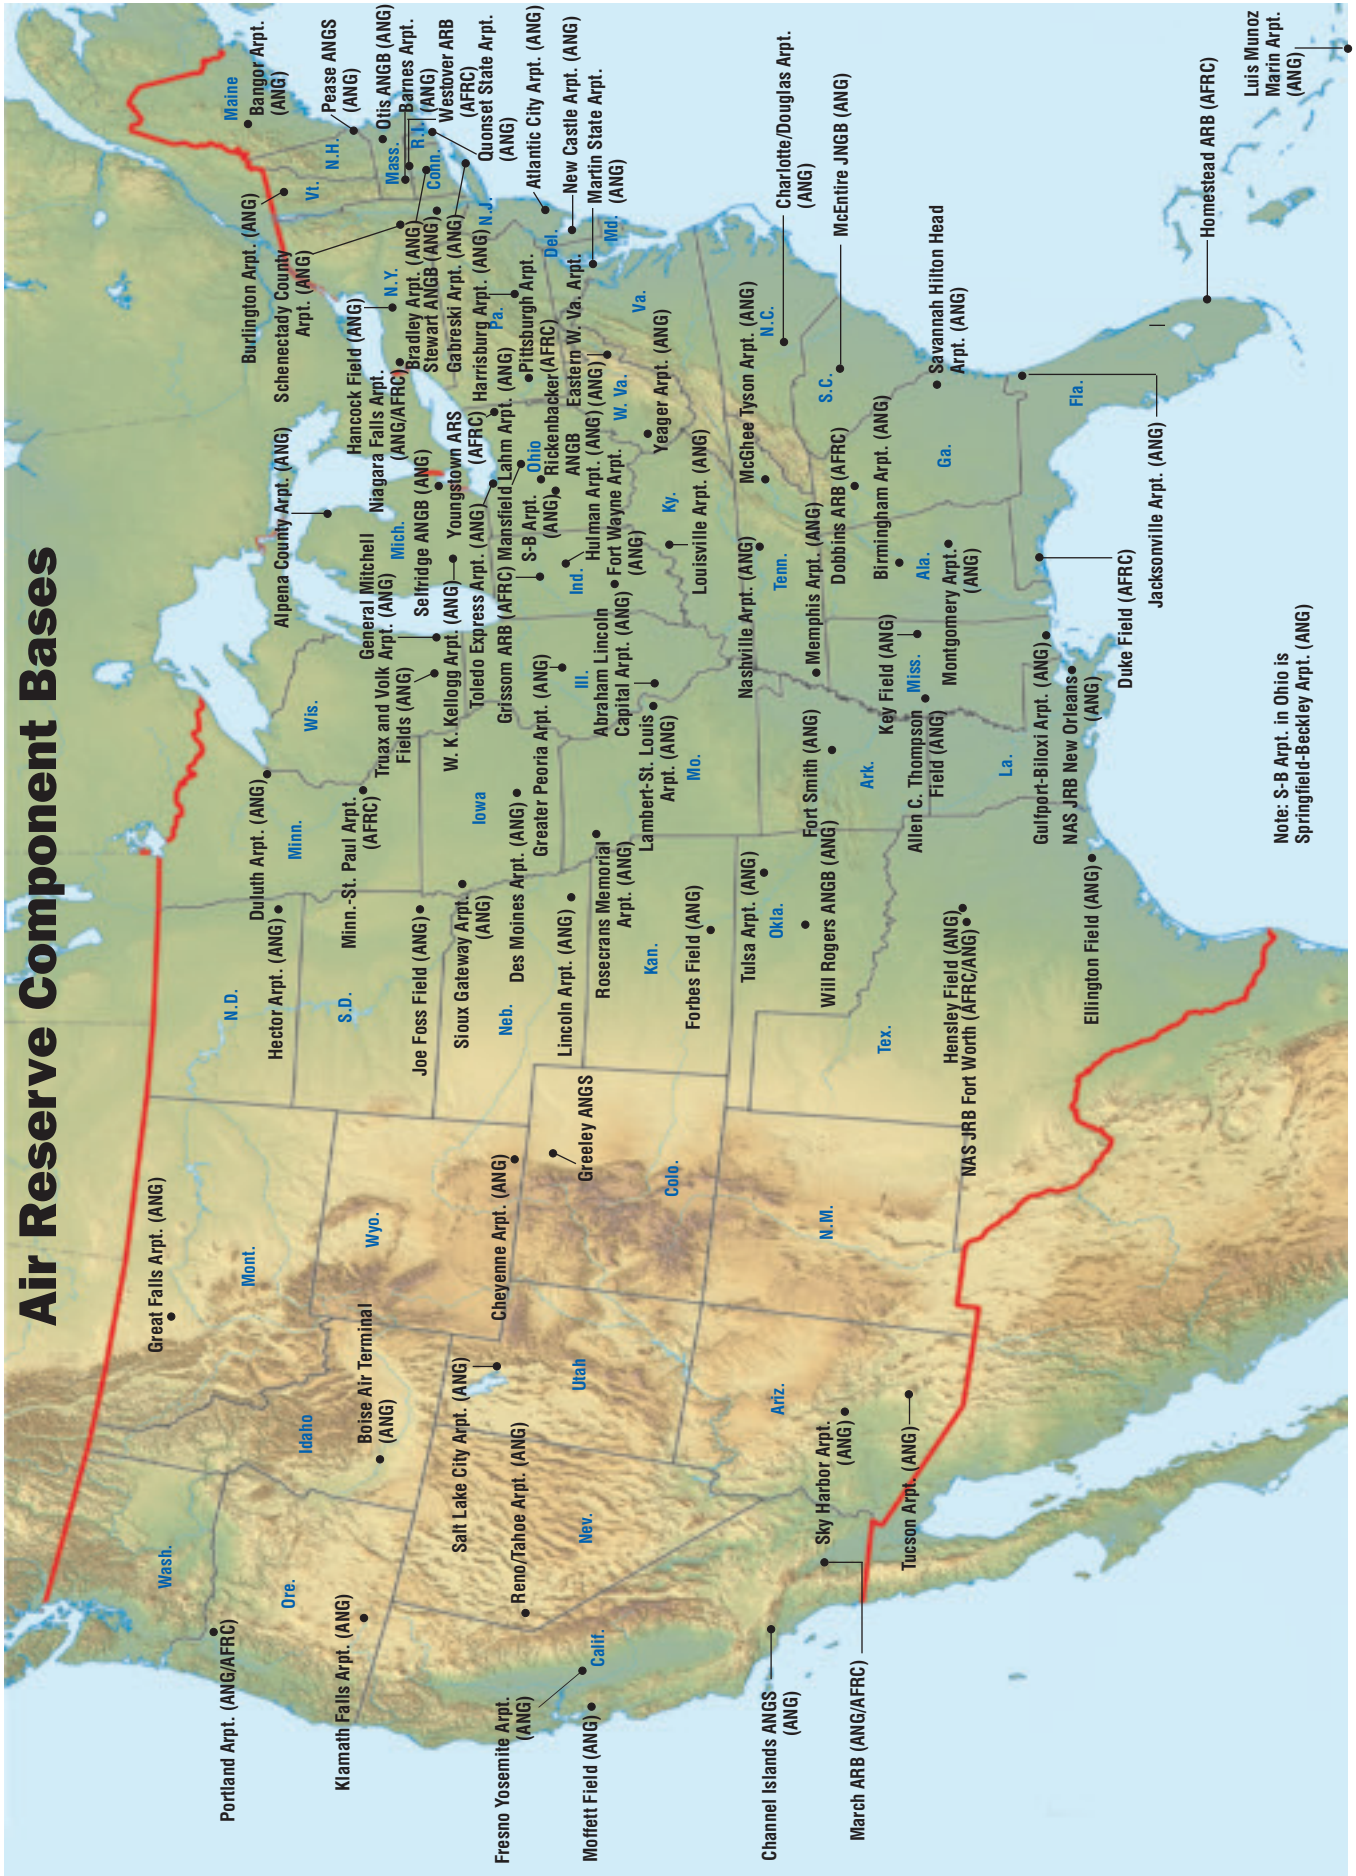 Air Reserve Component Bases
Portland Arpt. (ANG/AFRC)
Klamath Falls Arpt. (ANG)
Fresno Yosemite Arpt.
(ANG)
Moffett Field (ANG)
Channel Islands ANGS
(ANG)
March ARB (ANG/AFRC)
Wash.
Ore.
Calif.
Nev.
Idaho
Boise Air Terminal
(ANG)
Salt Lake City Arpt. (ANG)
Reno/Tahoe Arpt. (ANG)
Utah
Ariz.
Sky Harbor Arpt.
(ANG)
Tucson Arpt. (ANG)
Great Falls Arpt. (ANG)
Mont.
Wyo.
Cheyenne Arpt. (ANG)
Greeley ANGS
Colo.
N.M.
N.D.
Hector Arpt. (ANG)
S.D.
Joe Foss Field (ANG)
Sioux Gateway Arpt.
(ANG)
Neb.
Lincoln Arpt. (ANG)
Rosecrans Memorial
Arpt. (ANG)
Kan.
Forbes Field (ANG)
Tulsa Arpt. (ANG)
Okla.
Will Rogers ANGB (ANG)
Tex.
Hensley Field (ANG)
NAS JRB Fort Worth (AFRC/ANG)
Ellington Field (ANG)
Duluth Arpt. (ANG)
Minn.
Minn.-St. Paul Arpt.
(AFRC)
Iowa
Des Moines Arpt. (ANG)
Greater Peoria Arpt. (ANG)
Ill.
Abraham Lincoln
Capital Arpt. (ANG)
Lambert-St. Louis
Arpt. (ANG)
Mo.
Fort Smith (ANG)
Ark.
Allen C. Thompson
Field (ANG)
La.
Gulfport-Biloxi Arpt. (ANG)
NAS JRB New Orleans
(ANG)
Wis.
Truax and Volk
Fields (ANG)
General Mitchell
Arpt. (ANG)
W. K. Kellogg Arpt. (ANG)
Toledo Express Arpt. (ANG)
Grissom ARB (AFRC)
Alpena County Arpt. (ANG)
Mich.
Selfridge ANGB (ANG)
Youngstown ARS
(AFRC)
Mansfield Lahm Arpt. (ANG)
S-B Arpt.
(ANG)
Ohio
Rickenbacker
ANGB
(ANG)
Ind.
Hulman Arpt. (ANG)
Fort Wayne Arpt.
(ANG)
Ky.
Louisville Arpt. (ANG)
Nashville Arpt. (ANG)
Tenn.
Memphis Arpt. (ANG)
McGhee Tyson Arpt. (ANG)
Dobbins ARB (AFRC)
Birmingham Arpt. (ANG)
Ala.
Key Field (ANG)
Miss.
Montgomery Arpt.
(ANG)
Duke Field (AFRC)
Jacksonville Arpt. (ANG)
Fla.
Ga.
Savannah Hilton Head
Arpt. (ANG)
Homestead ARB (AFRC)
Luis Munoz
Marin Arpt.
(ANG)
S.C.
McEntire JNGB (ANG)
N.C.
Charlotte/Douglas Arpt.
(ANG)
Va.
W. Va.
Yeager Arpt. (ANG)
Eastern W. Va. Arpt.
(ANG)
Pittsburgh Arpt.
(AFRC)
Pa.
Harrisburg Arpt. (ANG)
Gabreski Arpt. (ANG)
Stewart ANGB (ANG)
Bradley Arpt. (ANG)
N.Y.
Niagara Falls Arpt.
(ANG/AFRC)
Hancock Field (ANG)
Schenectady County
Arpt. (ANG)
Burlington Arpt. (ANG)
Vt.
N.H.
Maine
Bangor Arpt.
(ANG)
Pease ANGS
(ANG)
Otis ANGB (ANG)
Mass.
Barnes Arpt.
(ANG)
R.I.
Westover ARB
(AFRC)
Conn.
Quonset State Arpt.
(ANG)
N.J.
Atlantic City Arpt. (ANG)
Del.
New Castle Arpt. (ANG)
Martin State Arpt.
(ANG)
Md.
Note: S-B Arpt. in Ohio is
Springfield-Beckley Arpt. (ANG)